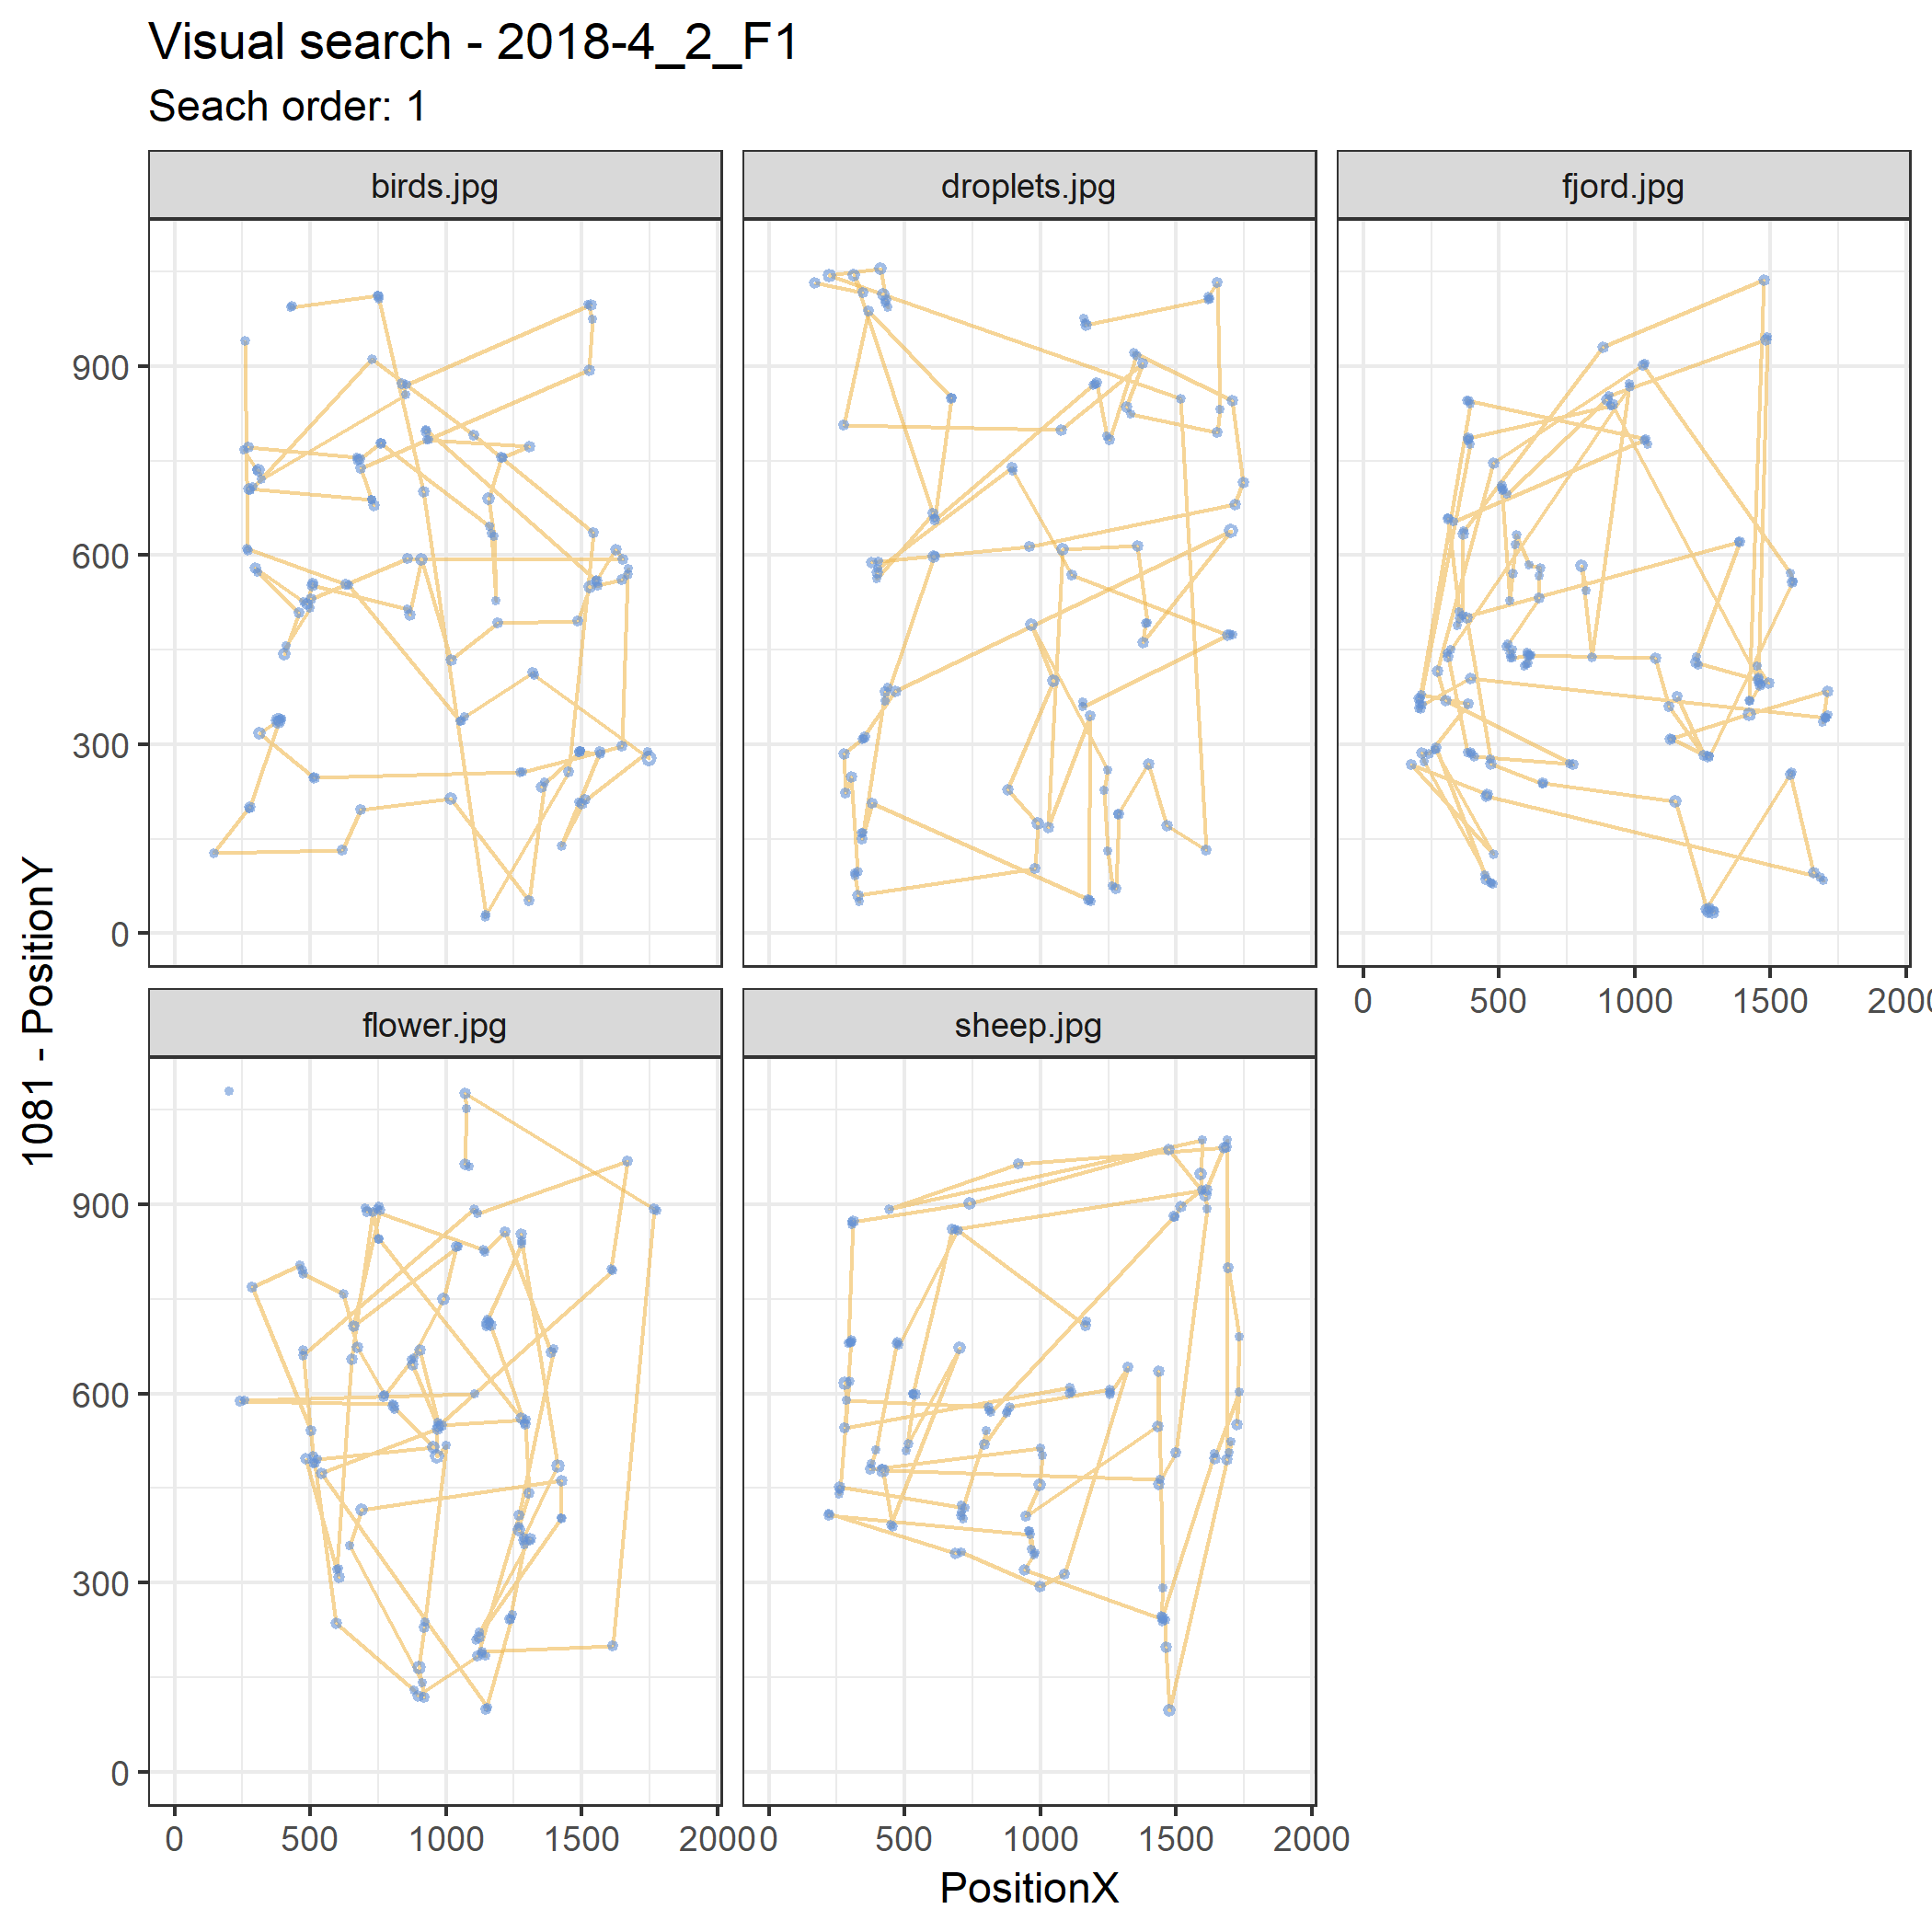 Visual search - 2018-4_2_F1
Seach order: 1
birds.jpg droplets.jpg fjord.jpg
900
600
300
0
0 500 1000 1500 2000
1081 - PositionY
flower.jpg sheep.jpg
900
600
300
0
0 500 1000 1500 2000 0 500 1000 1500 2000
PositionX